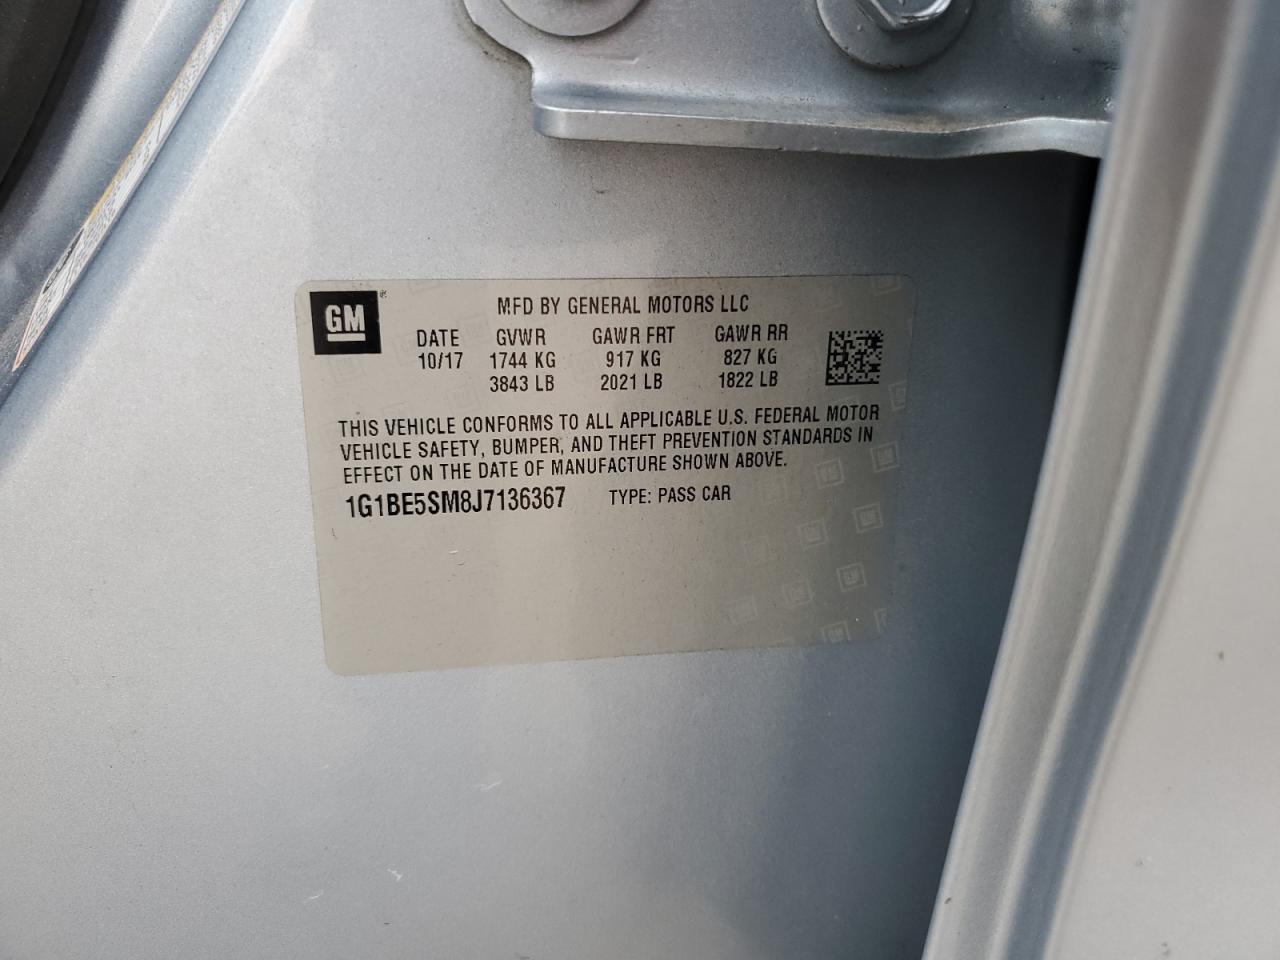 GM®
MFD BY GENERAL MOTORS LLC
DATE GVWR GAWR FRT GAWR RR
10/17 1744 KG 917 KG 827 KG
3843 LB 2021 LB 1822 LB
THIS VEHICLE CONFORMS TO ALL APPLICABLE U.S. FEDERAL MOTOR
VEHICLE SAFETY, BUMPER, AND THEFT PREVENTION STANDARDS IN
EFFECT ON THE DATE OF MANUFACTURE SHOWN ABOVE.
1G1BE5SM8J7136367 TYPE: PASS CAR